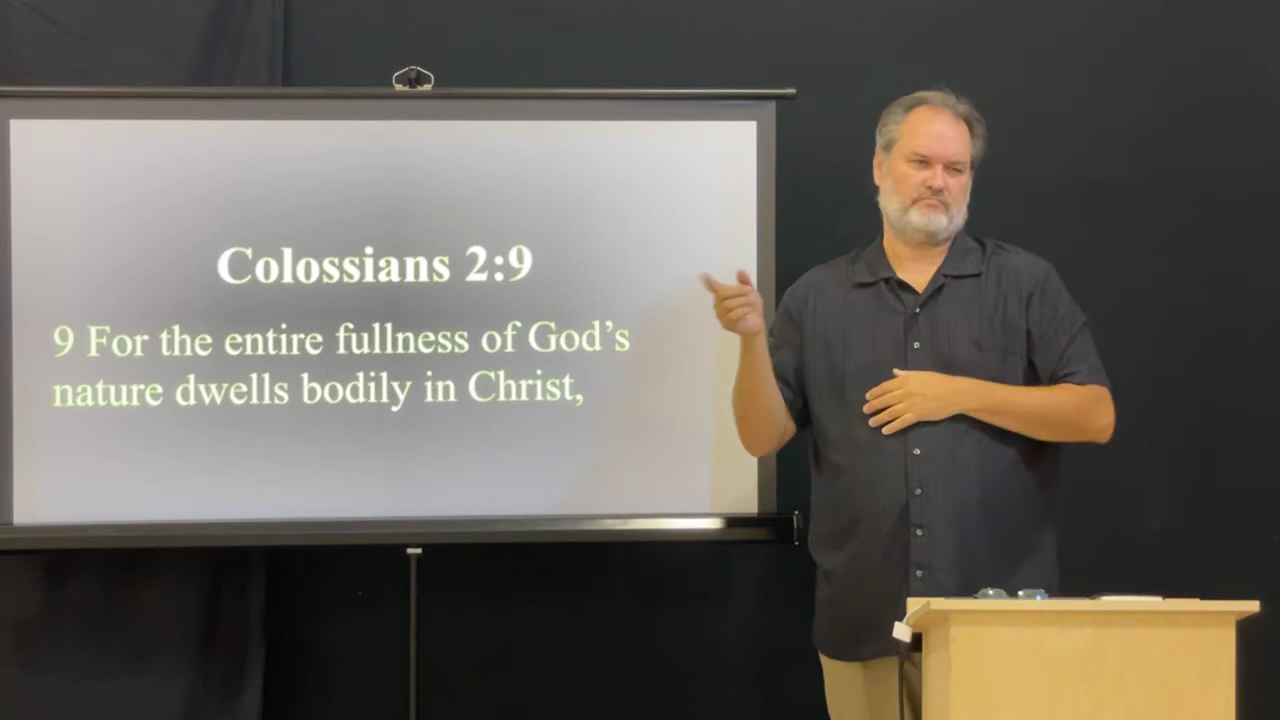 Colossians 2:9
9 For the entire fullness of God’s
nature dwells bodily in Christ,